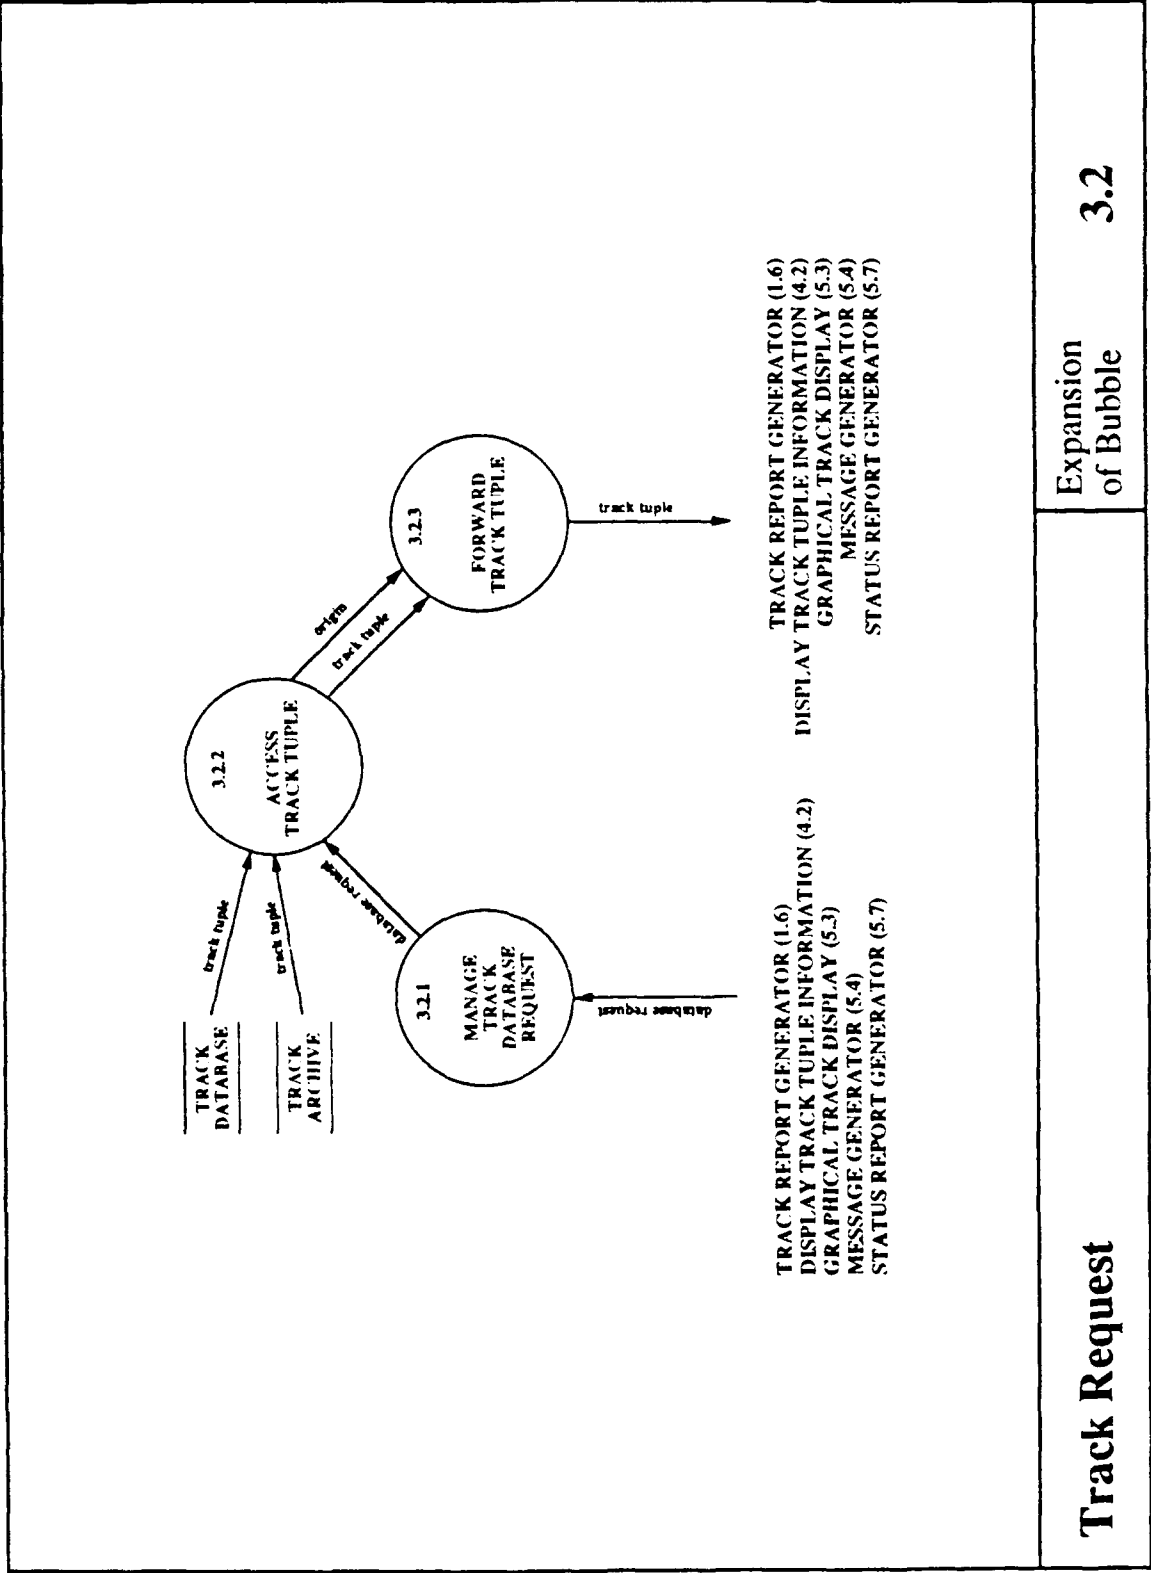 TRACK
DATABASE
TRACK
ARCHIVE
track tuple
track tuple
3.2.2
ACCESS
TRACK TUPLE
origin
track tuple
database request
3.2.1
MANAGE
TRACK
DATABASE
REQUEST
3.2.3
FORWARD
TRACK TUPLE
database request
track tuple
TRACK REPORT GENERATOR (1.6)
DISPLAY TRACK TUPLE INFORMATION (4.2)
GRAPHICAL TRACK DISPLAY (5.3)
MESSAGE GENERATOR (5.4)
STATUS REPORT GENERATOR (5.7)
TRACK REPORT GENERATOR (1.6)
DISPLAY TRACK TUPLE INFORMATION (4.2)
GRAPHICAL TRACK DISPLAY (5.3)
MESSAGE GENERATOR (5.4)
STATUS REPORT GENERATOR (5.7)
Track Request
Expansion
of Bubble
3.2